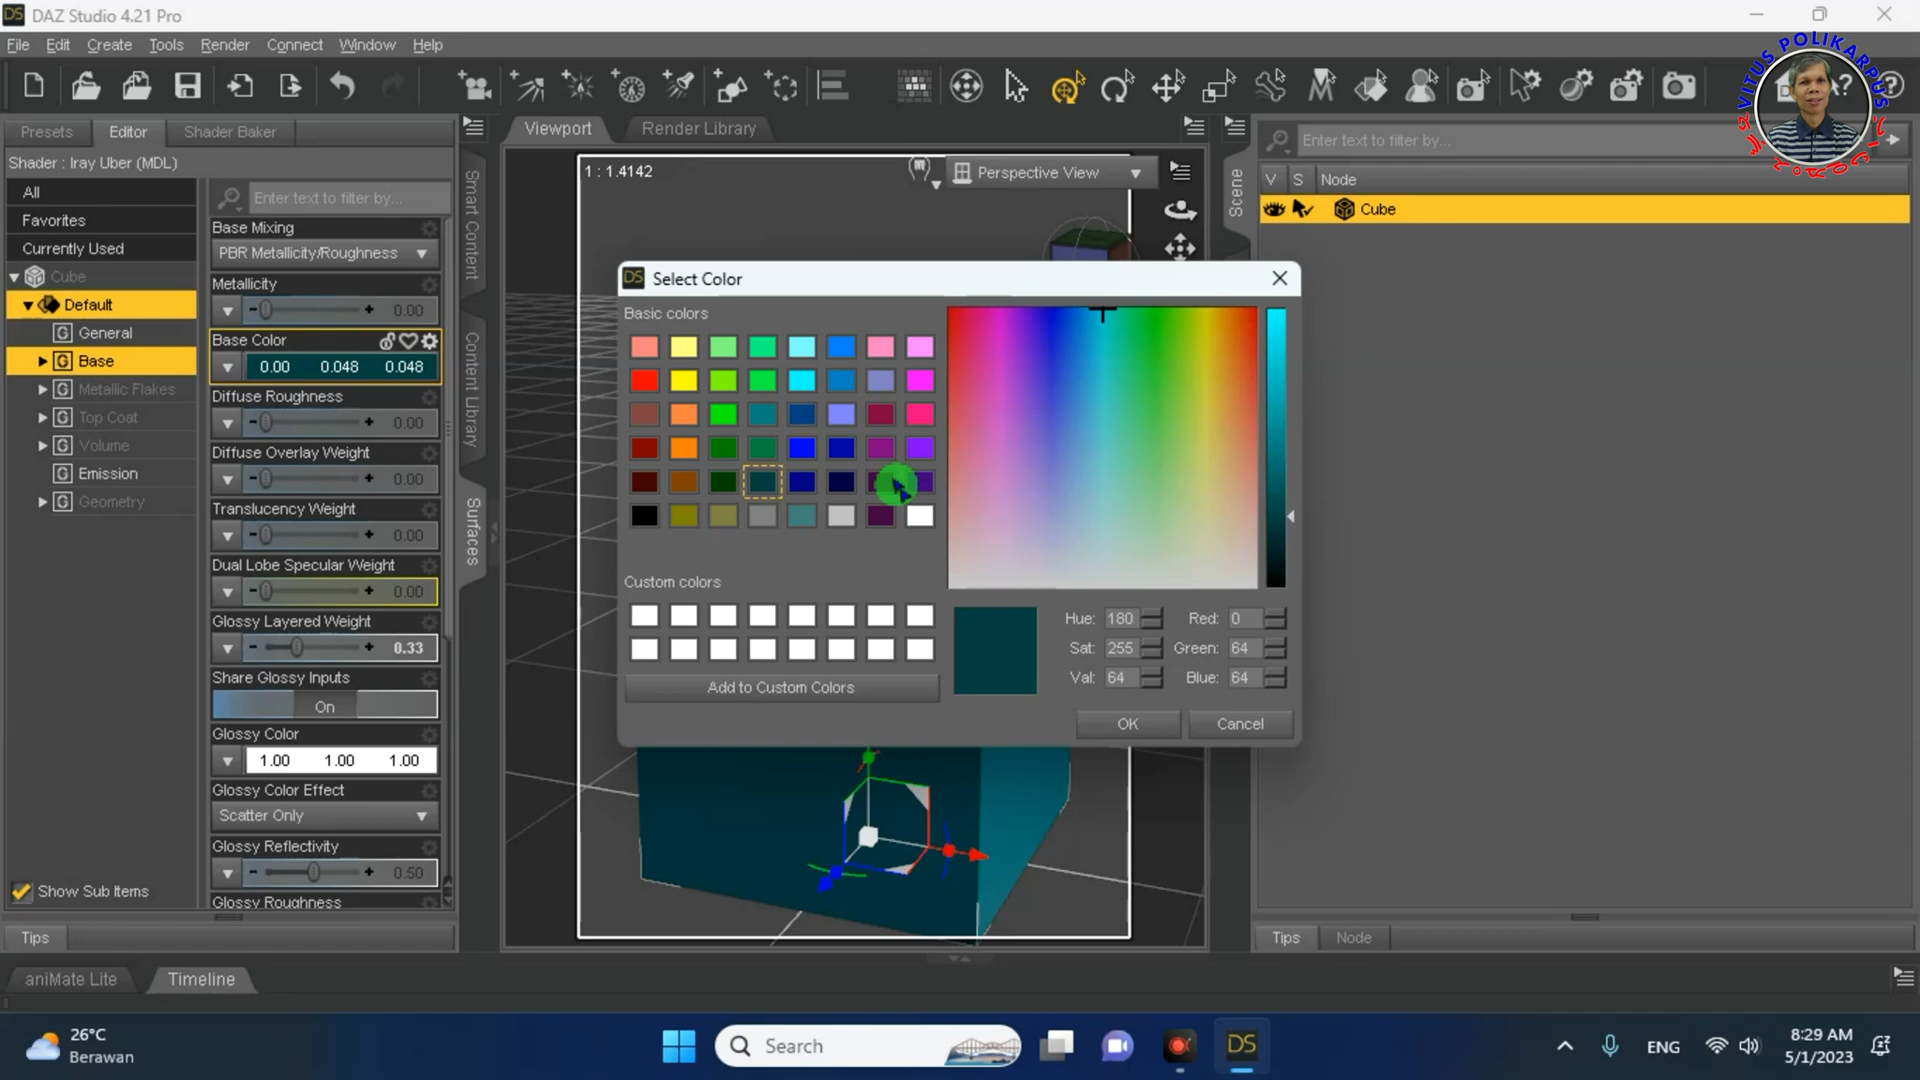 DAZ Studio 4.21 Pro
File Edit Create Tools Render Connect Window Help
VITUS POLIKARPUS
Presets Editor Shader Baker
Viewport Render Library
Enter text to filter by...
Shader : Iray Uber (MDL)
All
Favorites
Currently Used
Cube
Default
General
Base
Metallic Flakes
Top Coat
Volume
Emission
Geometry
Show Sub Items
Enter text to filter by...
Base Mixing
PBR Metallicity/Roughness
Metallicity
0.00
Base Color
0.00 0.048 0.048
Diffuse Roughness
0.00
Diffuse Overlay Weight
0.00
Translucency Weight
0.00
Dual Lobe Specular Weight
0.00
Glossy Layered Weight
0.33
Share Glossy Inputs
On
Glossy Color
1.00 1.00 1.00
Glossy Color Effect
Scatter Only
Glossy Reflectivity
0.50
Glossy Roughness
Smart Content
Content Library
Surfaces
1 : 1.4142
Perspective View
Scene
V S Node
Cube
Select Color
Basic colors
Custom colors
Add to Custom Colors
Hue: 180 Red: 0
Sat: 255 Green: 64
Val: 64 Blue: 64
OK Cancel
Tips
Tips Node
aniMate Lite Timeline
26°C
Berawan
Search
DS
ENG
8:29 AM
5/1/2023